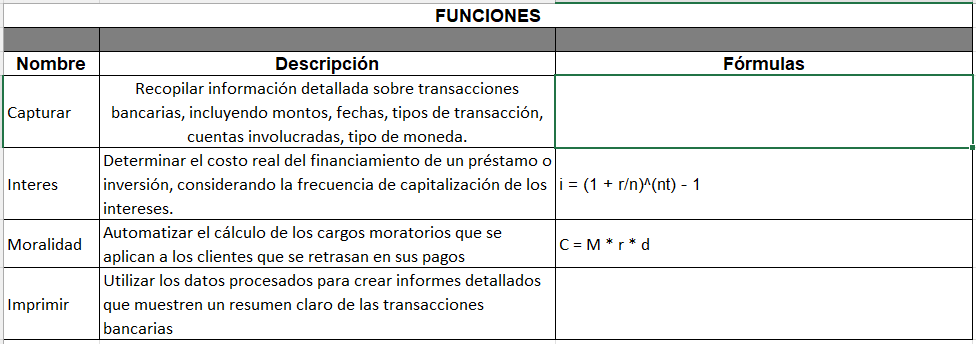 FUNCIONES
Nombre Descripción Fórmulas
Capturar
Recopilar información detallada sobre transacciones
bancarias, incluyendo montos, fechas, tipos de transacción,
cuentas involucradas, tipo de moneda.
Interes
Determinar el costo real del financiamiento de un préstamo o
inversión, considerando la frecuencia de capitalización de los
intereses.
i = (1 + r/n)^(nt) - 1
Moralidad
Automatizar el cálculo de los cargos moratorios que se
aplican a los clientes que se retrasan en sus pagos
C = M * r * d
Imprimir
Utilizar los datos procesados para crear informes detallados
que muestren un resumen claro de las transacciones
bancarias